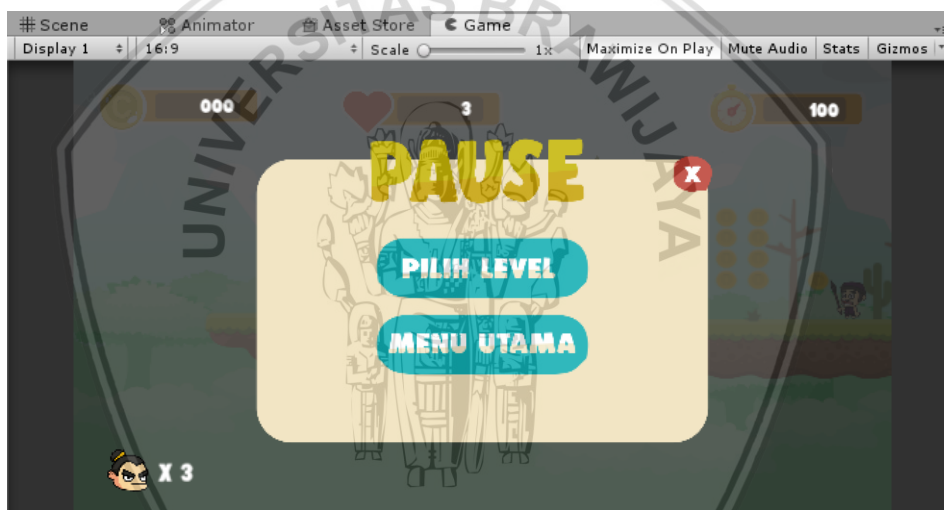 Scene Animator Asset Store Game
Display 1 16:9 Scale 1x Maximize On Play Mute Audio Stats Gizmos
000 3 100
PAUSE
X
PILIH LEVEL
MENU UTAMA
X 3
UNIVERSITAS BRAWIJAYA